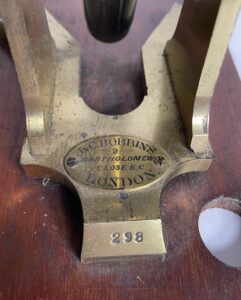 J.C. ROBBINS
9
BARTHOLOMEW
CLOSE E.C
LONDON
298